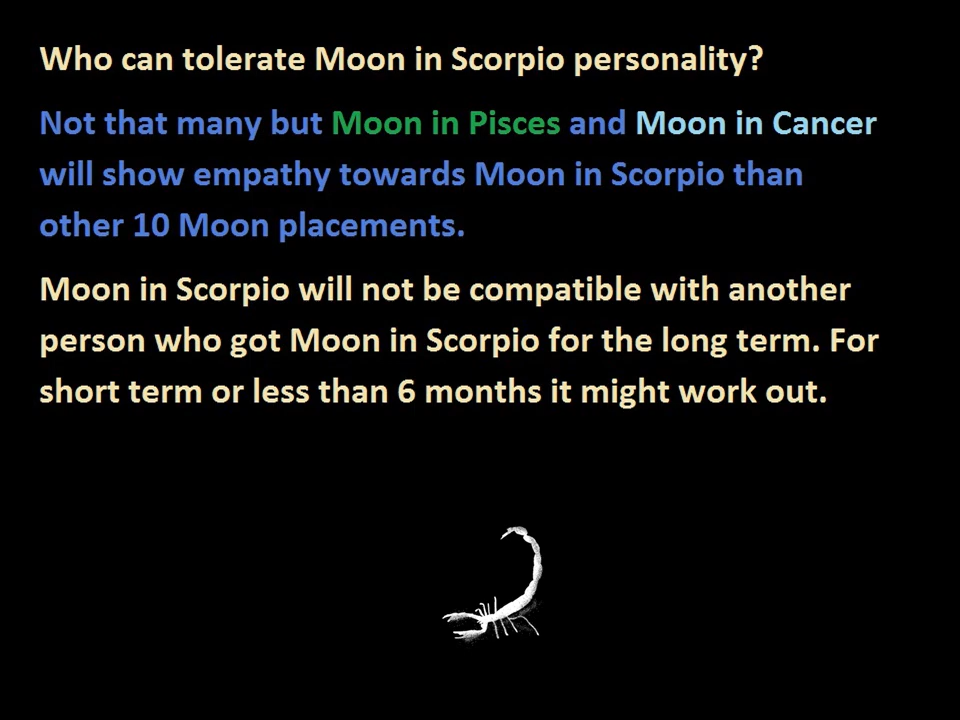 Who can tolerate Moon in Scorpio personality?
Not that many but Moon in Pisces and Moon in Cancer
will show empathy towards Moon in Scorpio than
other 10 Moon placements.
Moon in Scorpio will not be compatible with another
person who got Moon in Scorpio for the long term. For
short term or less than 6 months it might work out.